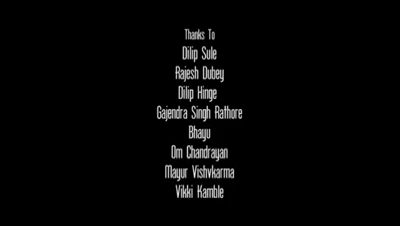 Thanks To
Dilip Sule
Rajesh Dubey
Dilip Hinge
Gajendra Singh Rathore
Bhayu
Om Chandrayan
Mayur Vishvkarma
Vikki Kamble